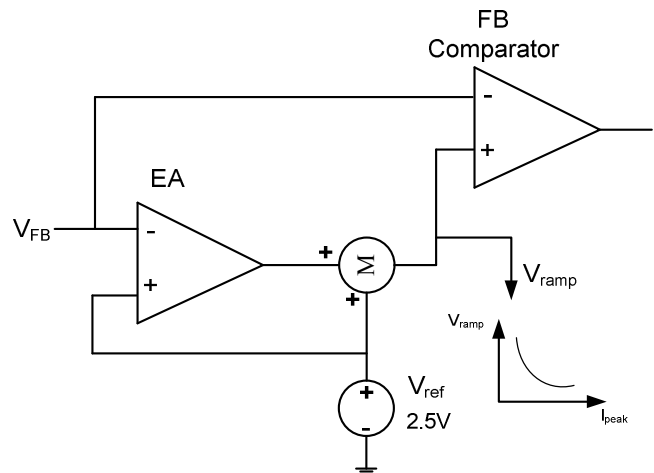 FB
Comparator
-
+
EA
V_FB
-
+
+
M
+
V_ramp
V_ramp
I_peak
+
-
V_ref
2.5V